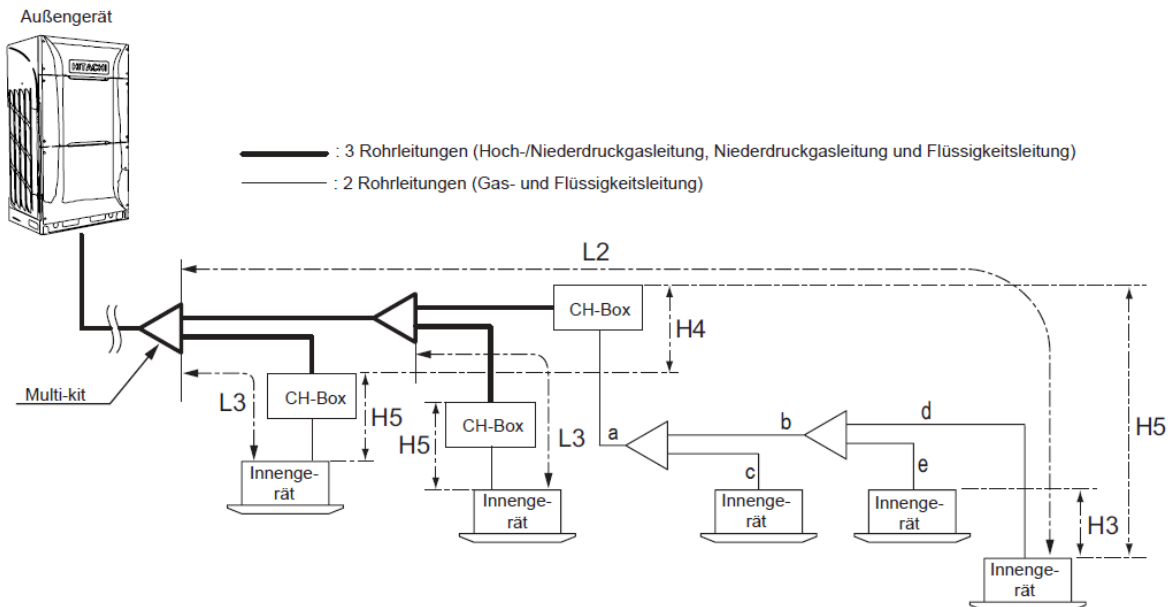 Außengerät
HITACHI
: 3 Rohrleitungen (Hoch-/Niederdruckgasleitung, Niederdruckgasleitung und Flüssigkeitsleitung)
: 2 Rohrleitungen (Gas- und Flüssigkeitsleitung)
L2
CH-Box
H4
Multi-kit
L3
CH-Box
H5
H5
CH-Box
L3
a
b
d
H5
c
e
Innenge-
rät
Innenge-
rät
Innenge-
rät
Innenge-
rät
H3
Innenge-
rät